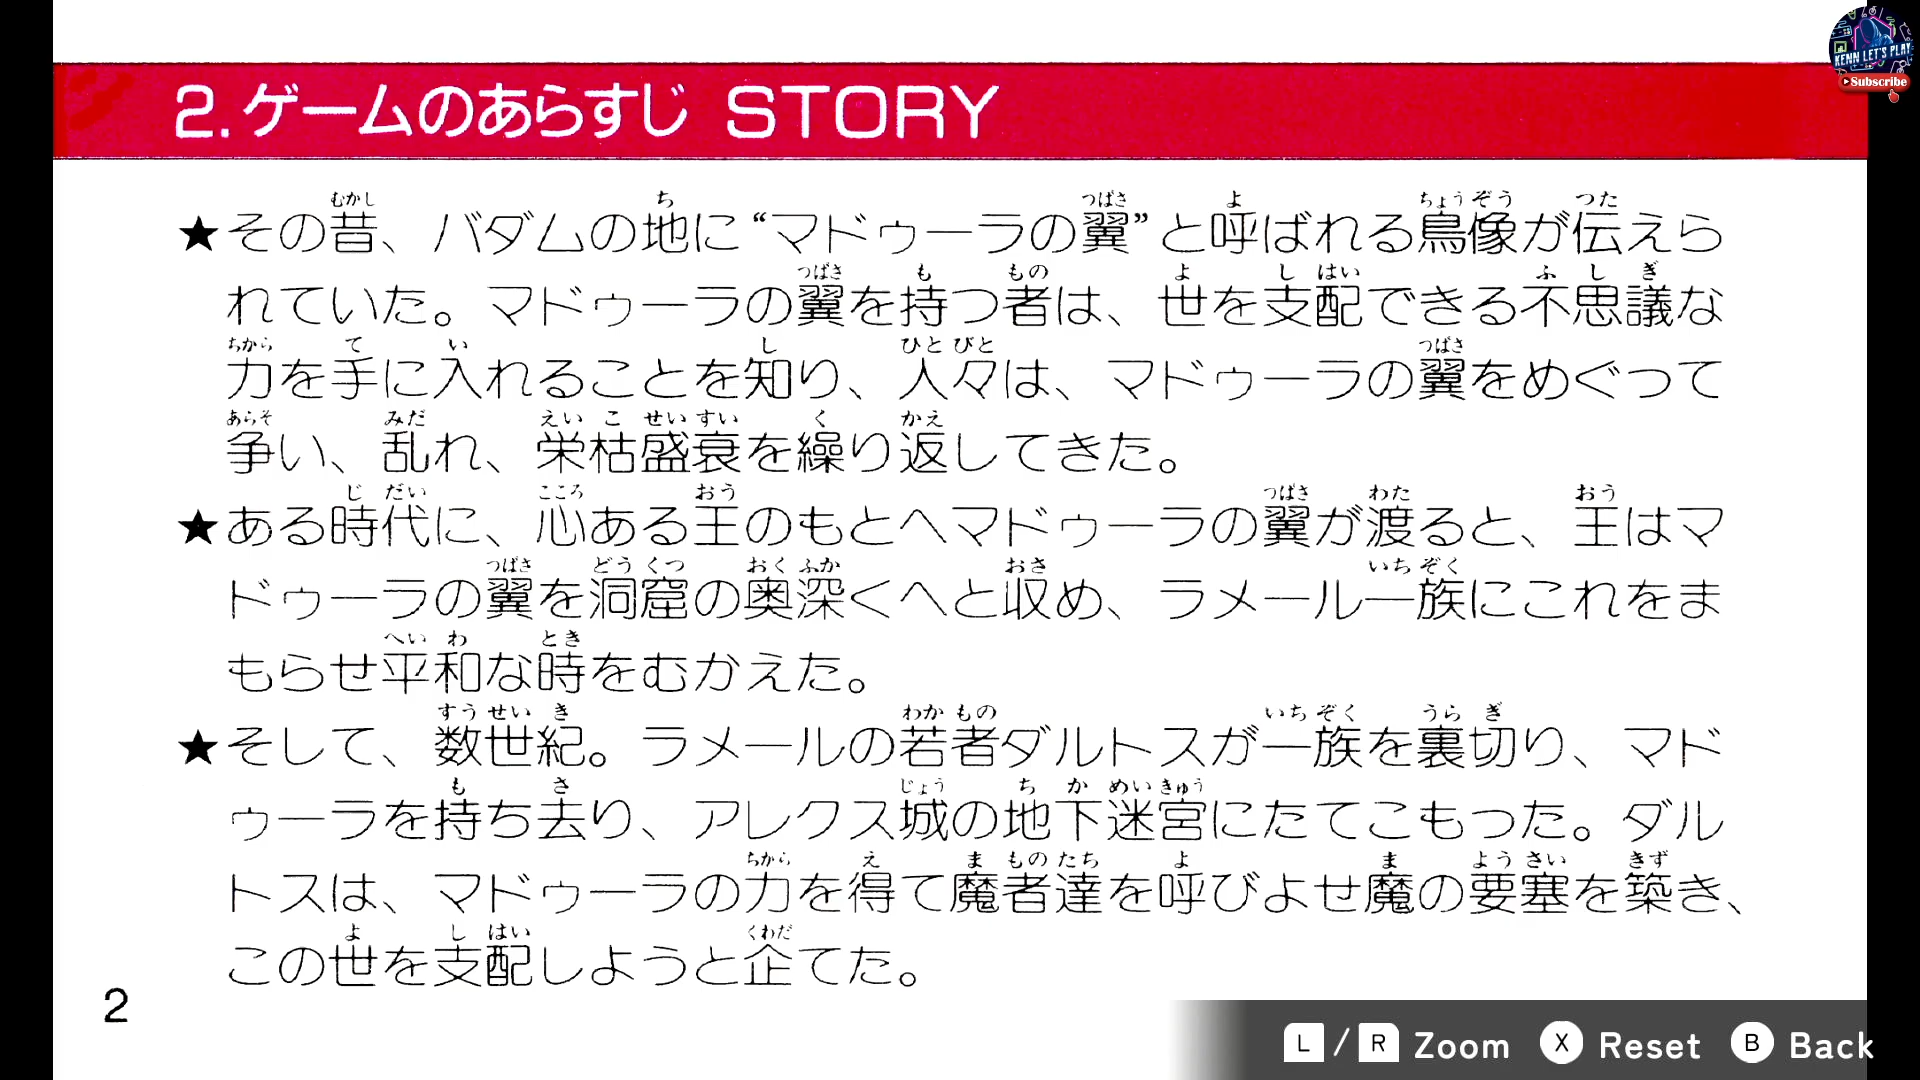 KENN LET'S PLAY
Subscribe
2.ゲームのあらすじ STORY
★その昔、バダムの地に“マドゥーラの翼”と呼ばれる鳥像が伝えら
れていた。マドゥーラの翼を持つ者は、世を支配できる不思議な
力を手に入れることを知り、人々は、マドゥーラの翼をめぐって
争い、乱れ、栄枯盛衰を繰り返してきた。
★ある時代に、心ある王のもとへマドゥーラの翼が渡ると、王はマ
ドゥーラの翼を洞窟の奥深くへと収め、ラメール一族にこれをま
もらせ平和な時をむかえた。
★そして、数世紀。ラメールの若者ダルトスが一族を裏切り、マド
ゥーラを持ち去り、アレクス城の地下迷宮にたてこもった。ダル
トスは、マドゥーラの力を得て魔者達を呼びよせ魔の要塞を築き、
この世を支配しようと企てた。
2
L / R Zoom X Reset B Back